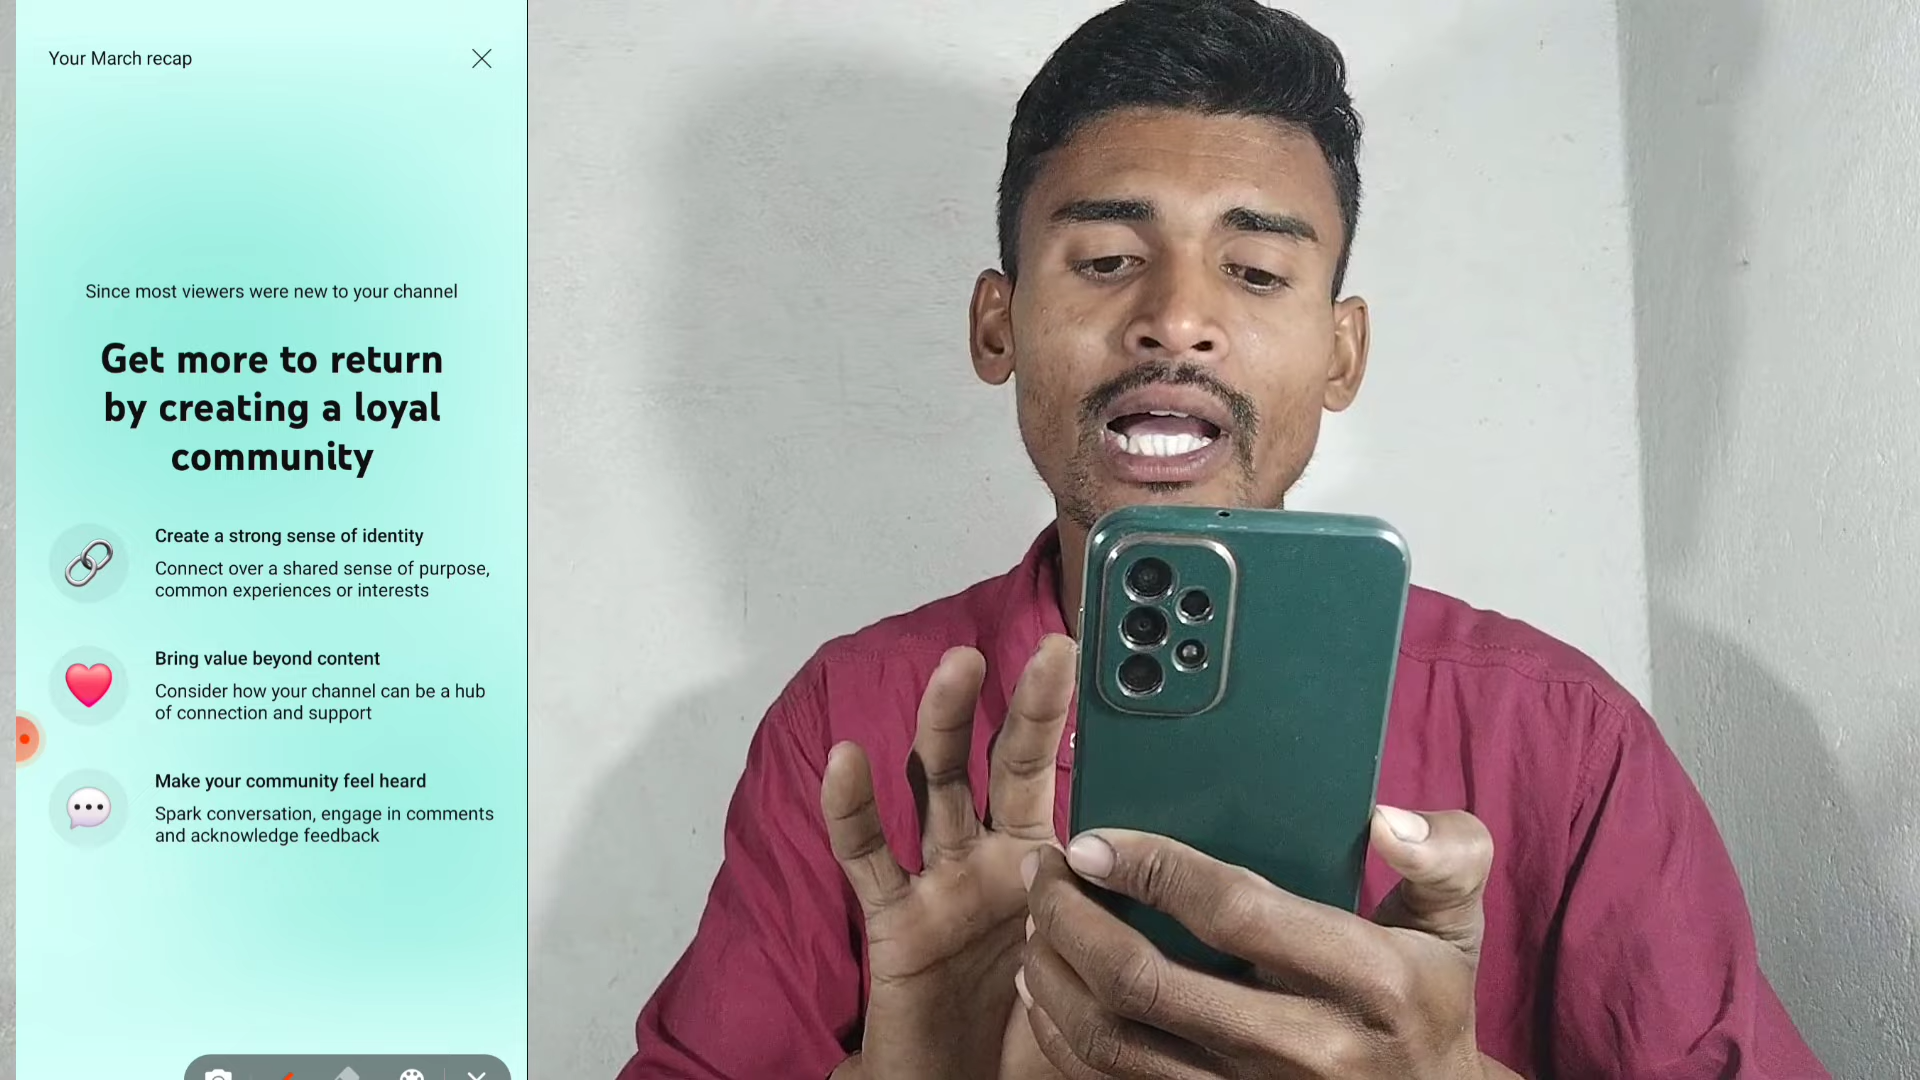 Your March recap
Since most viewers were new to your channel
Get more to return
by creating a loyal
community
Create a strong sense of identity
Connect over a shared sense of purpose,
common experiences or interests
Bring value beyond content
Consider how your channel can be a hub
of connection and support
Make your community feel heard
Spark conversation, engage in comments
and acknowledge feedback